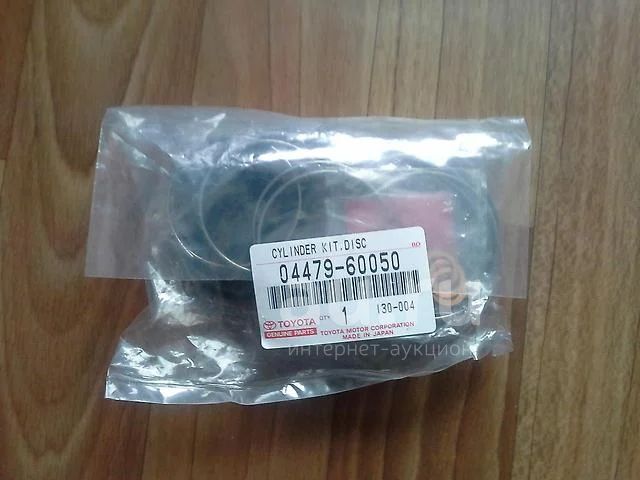 CYLINDER KIT,DISC
BD
04479-60050
QTY 1 130-004
TOYOTA
GENUINE PARTS
TOYOTA MOTOR CORPORATION
MADE IN JAPAN
интернет-аукцион